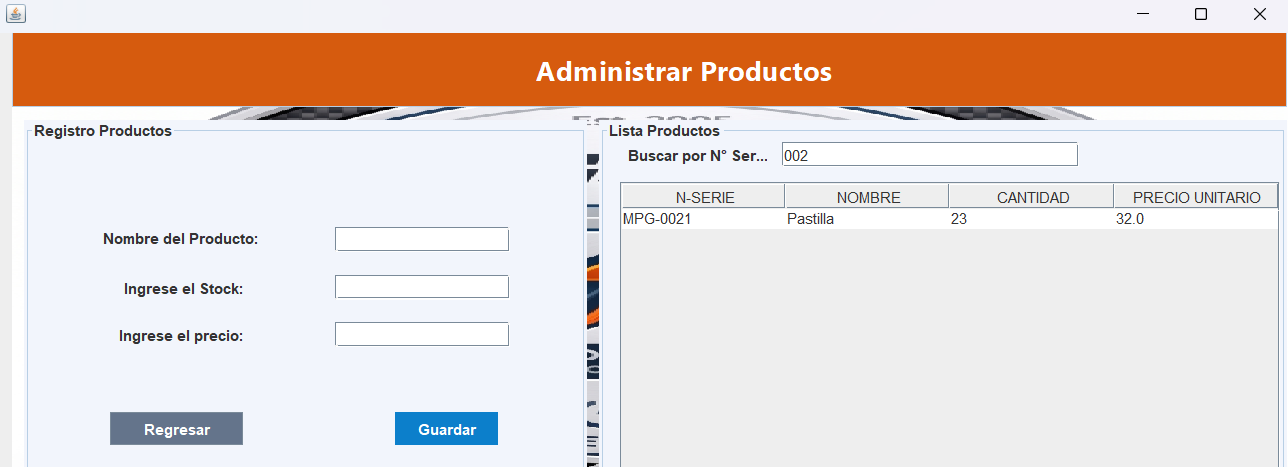 Administrar Productos
Registro Productos
Nombre del Producto:
Ingrese el Stock:
Ingrese el precio:
Regresar Guardar
Lista Productos
Buscar por N° Ser... 002
N-SERIE NOMBRE CANTIDAD PRECIO UNITARIO
MPG-0021 Pastilla 23 32.0